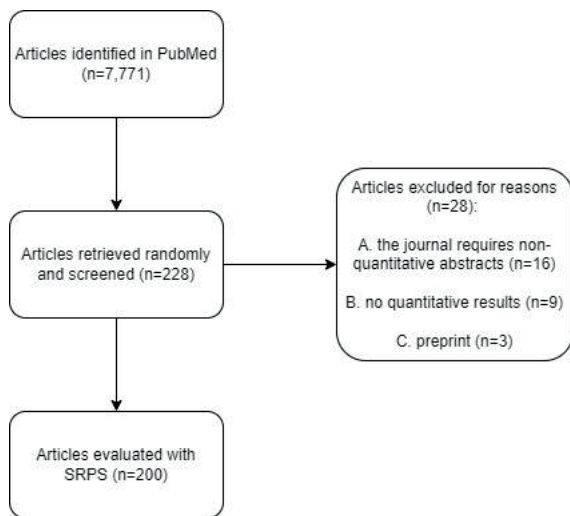 Articles identified in PubMed
(n=7,771)
Articles retrieved randomly
and screened (n=228)
Articles excluded for reasons
(n=28):
A. the journal requires non-
quantitative abstracts (n=16)
B. no quantitative results (n=9)
C. preprint (n=3)
Articles evaluated with
SRPS (n=200)